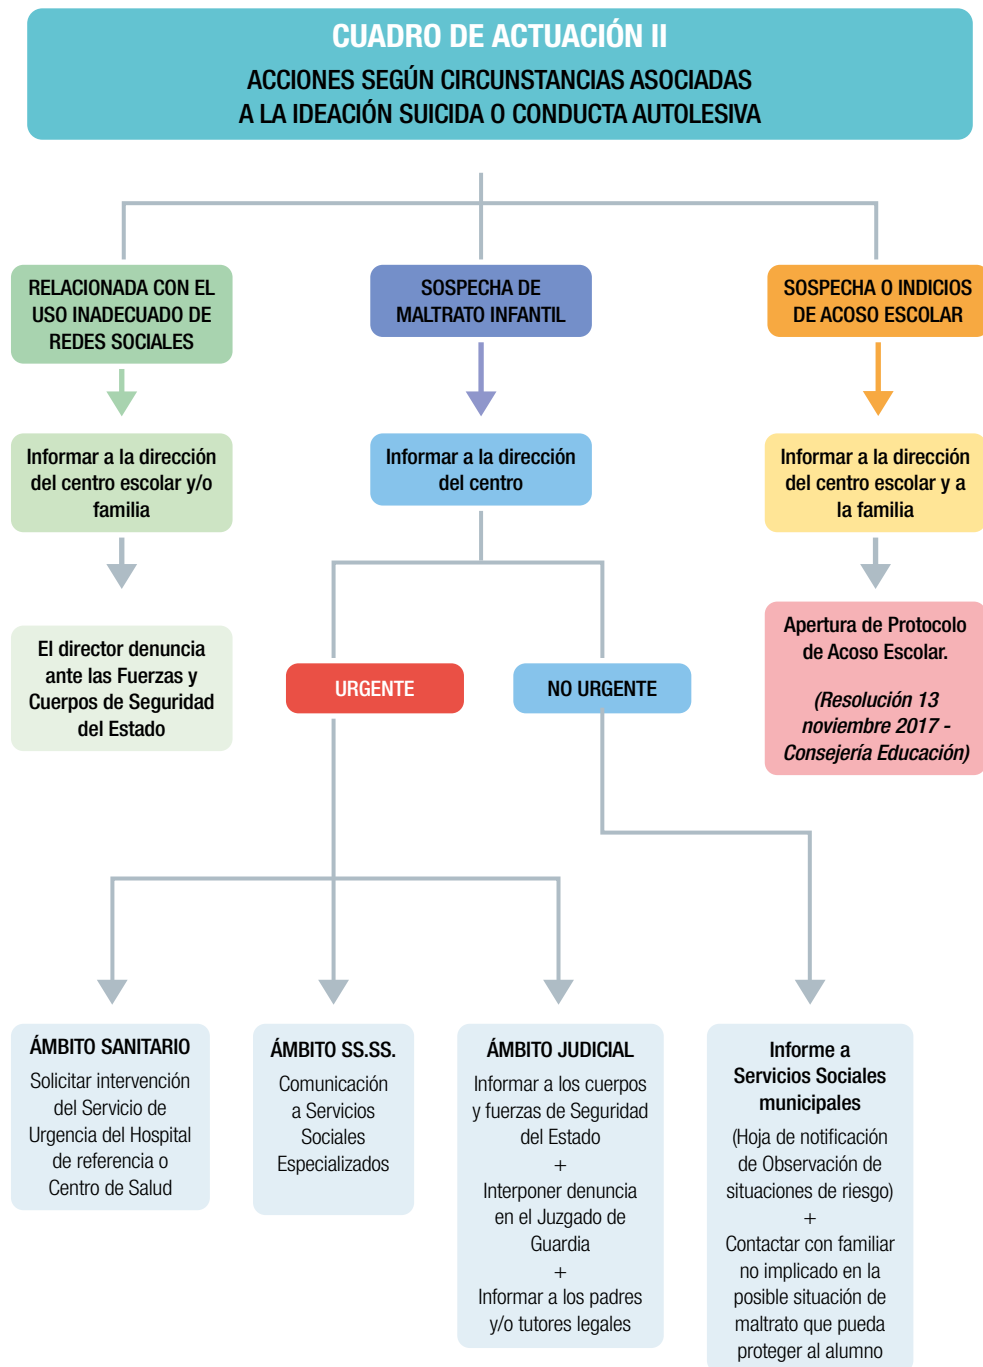 CUADRO DE ACTUACIÓN II
ACCIONES SEGÚN CIRCUNSTANCIAS ASOCIADAS
A LA IDEACIÓN SUICIDA O CONDUCTA AUTOLESIVA
RELACIONADA CON EL
USO INADECUADO DE
REDES SOCIALES
Informar a la dirección
del centro escolar y/o
familia
El director denuncia
ante las Fuerzas y
Cuerpos de Seguridad
del Estado
SOSPECHA DE
MALTRATO INFANTIL
Informar a la dirección
del centro
URGENTE
NO URGENTE
SOSPECHA O INDICIOS
DE ACOSO ESCOLAR
Informar a la dirección
del centro escolar y a
la familia
Apertura de Protocolo
de Acoso Escolar.
(Resolución 13
noviembre 2017 -
Consejería Educación)
ÁMBITO SANITARIO
Solicitar intervención
del Servicio de
Urgencia del Hospital
de referencia o
Centro de Salud
ÁMBITO SS.SS.
Comunicación
a Servicios
Sociales
Especializados
ÁMBITO JUDICIAL
Informar a los cuerpos
y fuerzas de Seguridad
del Estado
+
Interponer denuncia
en el Juzgado de
Guardia
+
Informar a los padres
y/o tutores legales
Informe a
Servicios Sociales
municipales
(Hoja de notificación
de Observación de
situaciones de riesgo)
+
Contactar con familiar
no implicado en la
posible situación de
maltrato que pueda
proteger al alumno